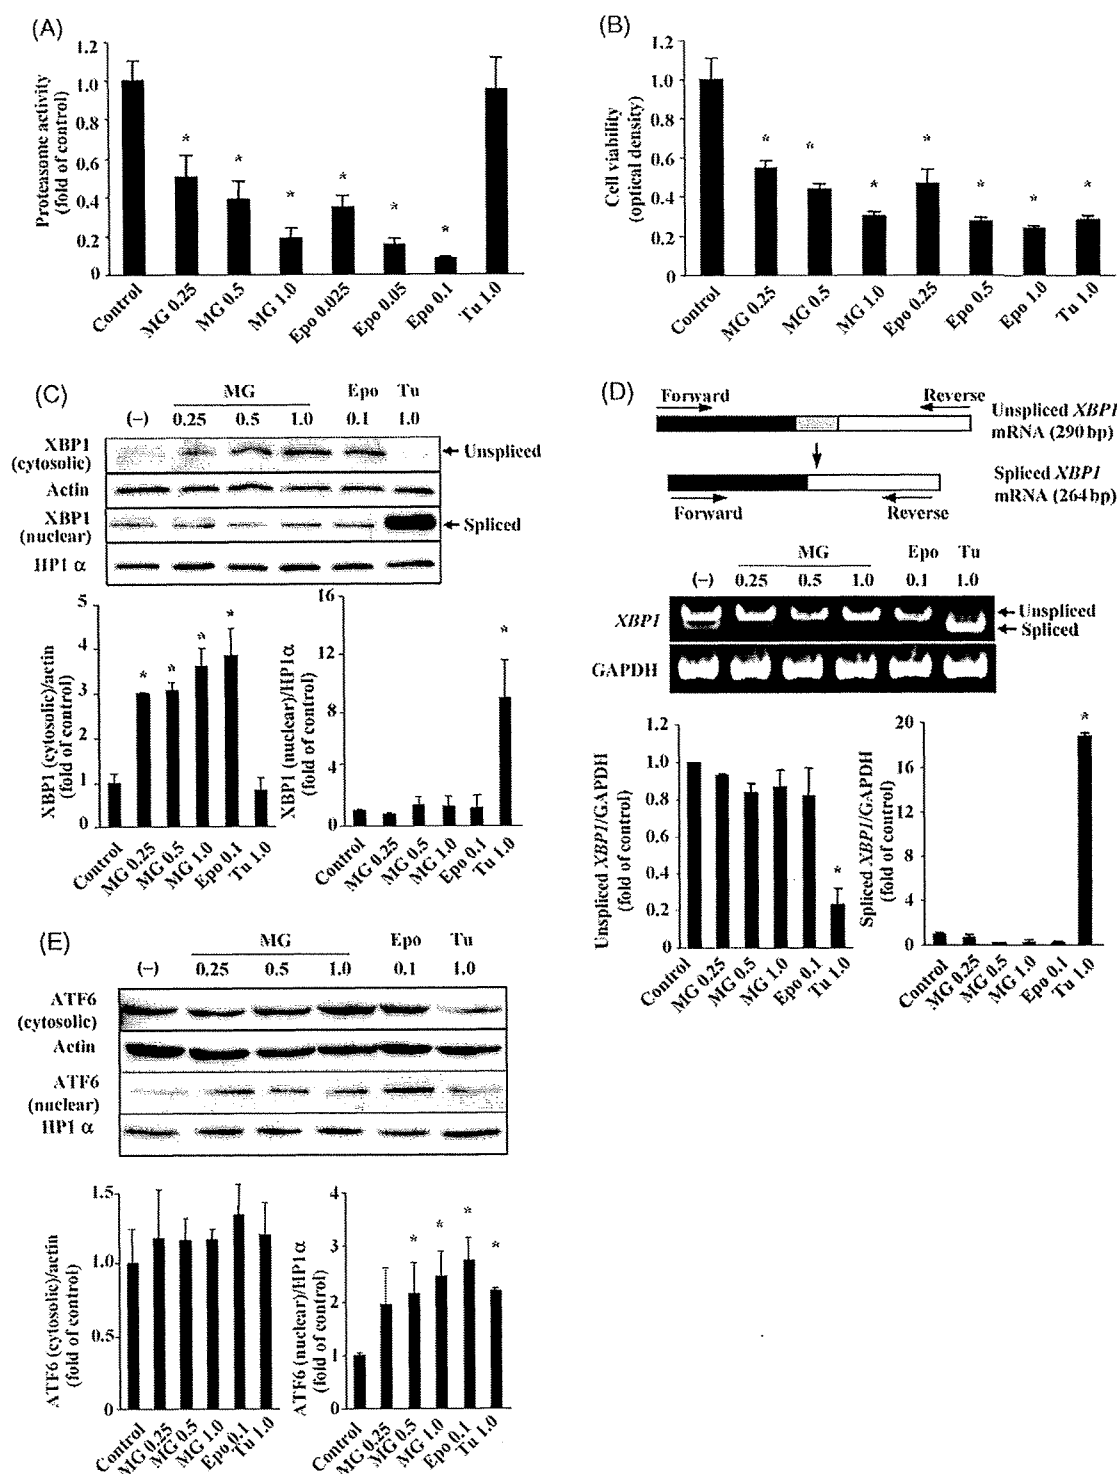 (A)
Proteasome activity
(fold of control)
1.2
1.0
0.8
0.6
0.4
0.2
0
* * * * * *
Control
MG 0.25
MG 0.5
MG 1.0
Epo 0.025
Epo 0.05
Epo 0.1
Tu 1.0
(B)
Cell viability
(optical density)
1.2
1.0
0.8
0.6
0.4
0.2
0
* * * * * * *
Control
MG 0.25
MG 0.5
MG 1.0
Epo 0.25
Epo 0.5
Epo 1.0
Tu 1.0
(C)
MG Epo Tu
(–) 0.25 0.5 1.0 0.1 1.0
XBP1
(cytosolic)
Unspliced
Actin
XBP1
(nuclear)
Spliced
HP1 α
XBP1 (cytosolic)/actin
(fold of control)
5
4
3
2
1
0
* * * *
Control
MG 0.25
MG 0.5
MG 1.0
Epo 0.1
Tu 1.0
XBP1 (nuclear)/HP1α
(fold of control)
16
12
8
4
0
*
Control
MG 0.25
MG 0.5
MG 1.0
Epo 0.1
Tu 1.0
(D)
Forward Reverse
Unspliced XBP1
mRNA (290 bp)
Spliced XBP1
mRNA (264 bp)
Forward Reverse
MG Epo Tu
(–) 0.25 0.5 1.0 0.1 1.0
XBP1
Unspliced
Spliced
GAPDH
Unspliced XBP1/GAPDH
(fold of control)
1.2
1.0
0.8
0.6
0.4
0.2
0
*
Control
MG 0.25
MG 0.5
MG 1.0
Epo 0.1
Tu 1.0
Spliced XBP1/GAPDH
(fold of control)
20
16
12
8
4
0
*
Control
MG 0.25
MG 0.5
MG 1.0
Epo 0.1
Tu 1.0
(E)
MG Epo Tu
(–) 0.25 0.5 1.0 0.1 1.0
ATF6
(cytosolic)
Actin
ATF6
(nuclear)
HP1 α
ATF6 (cytosolic)/actin
(fold of control)
1.5
1.0
0.5
0
Control
MG 0.25
MG 0.5
MG 1.0
Epo 0.1
Tu 1.0
ATF6 (nuclear)/HP1α
(fold of control)
4
3
2
1
0
* * * *
Control
MG 0.25
MG 0.5
MG 1.0
Epo 0.1
Tu 1.0